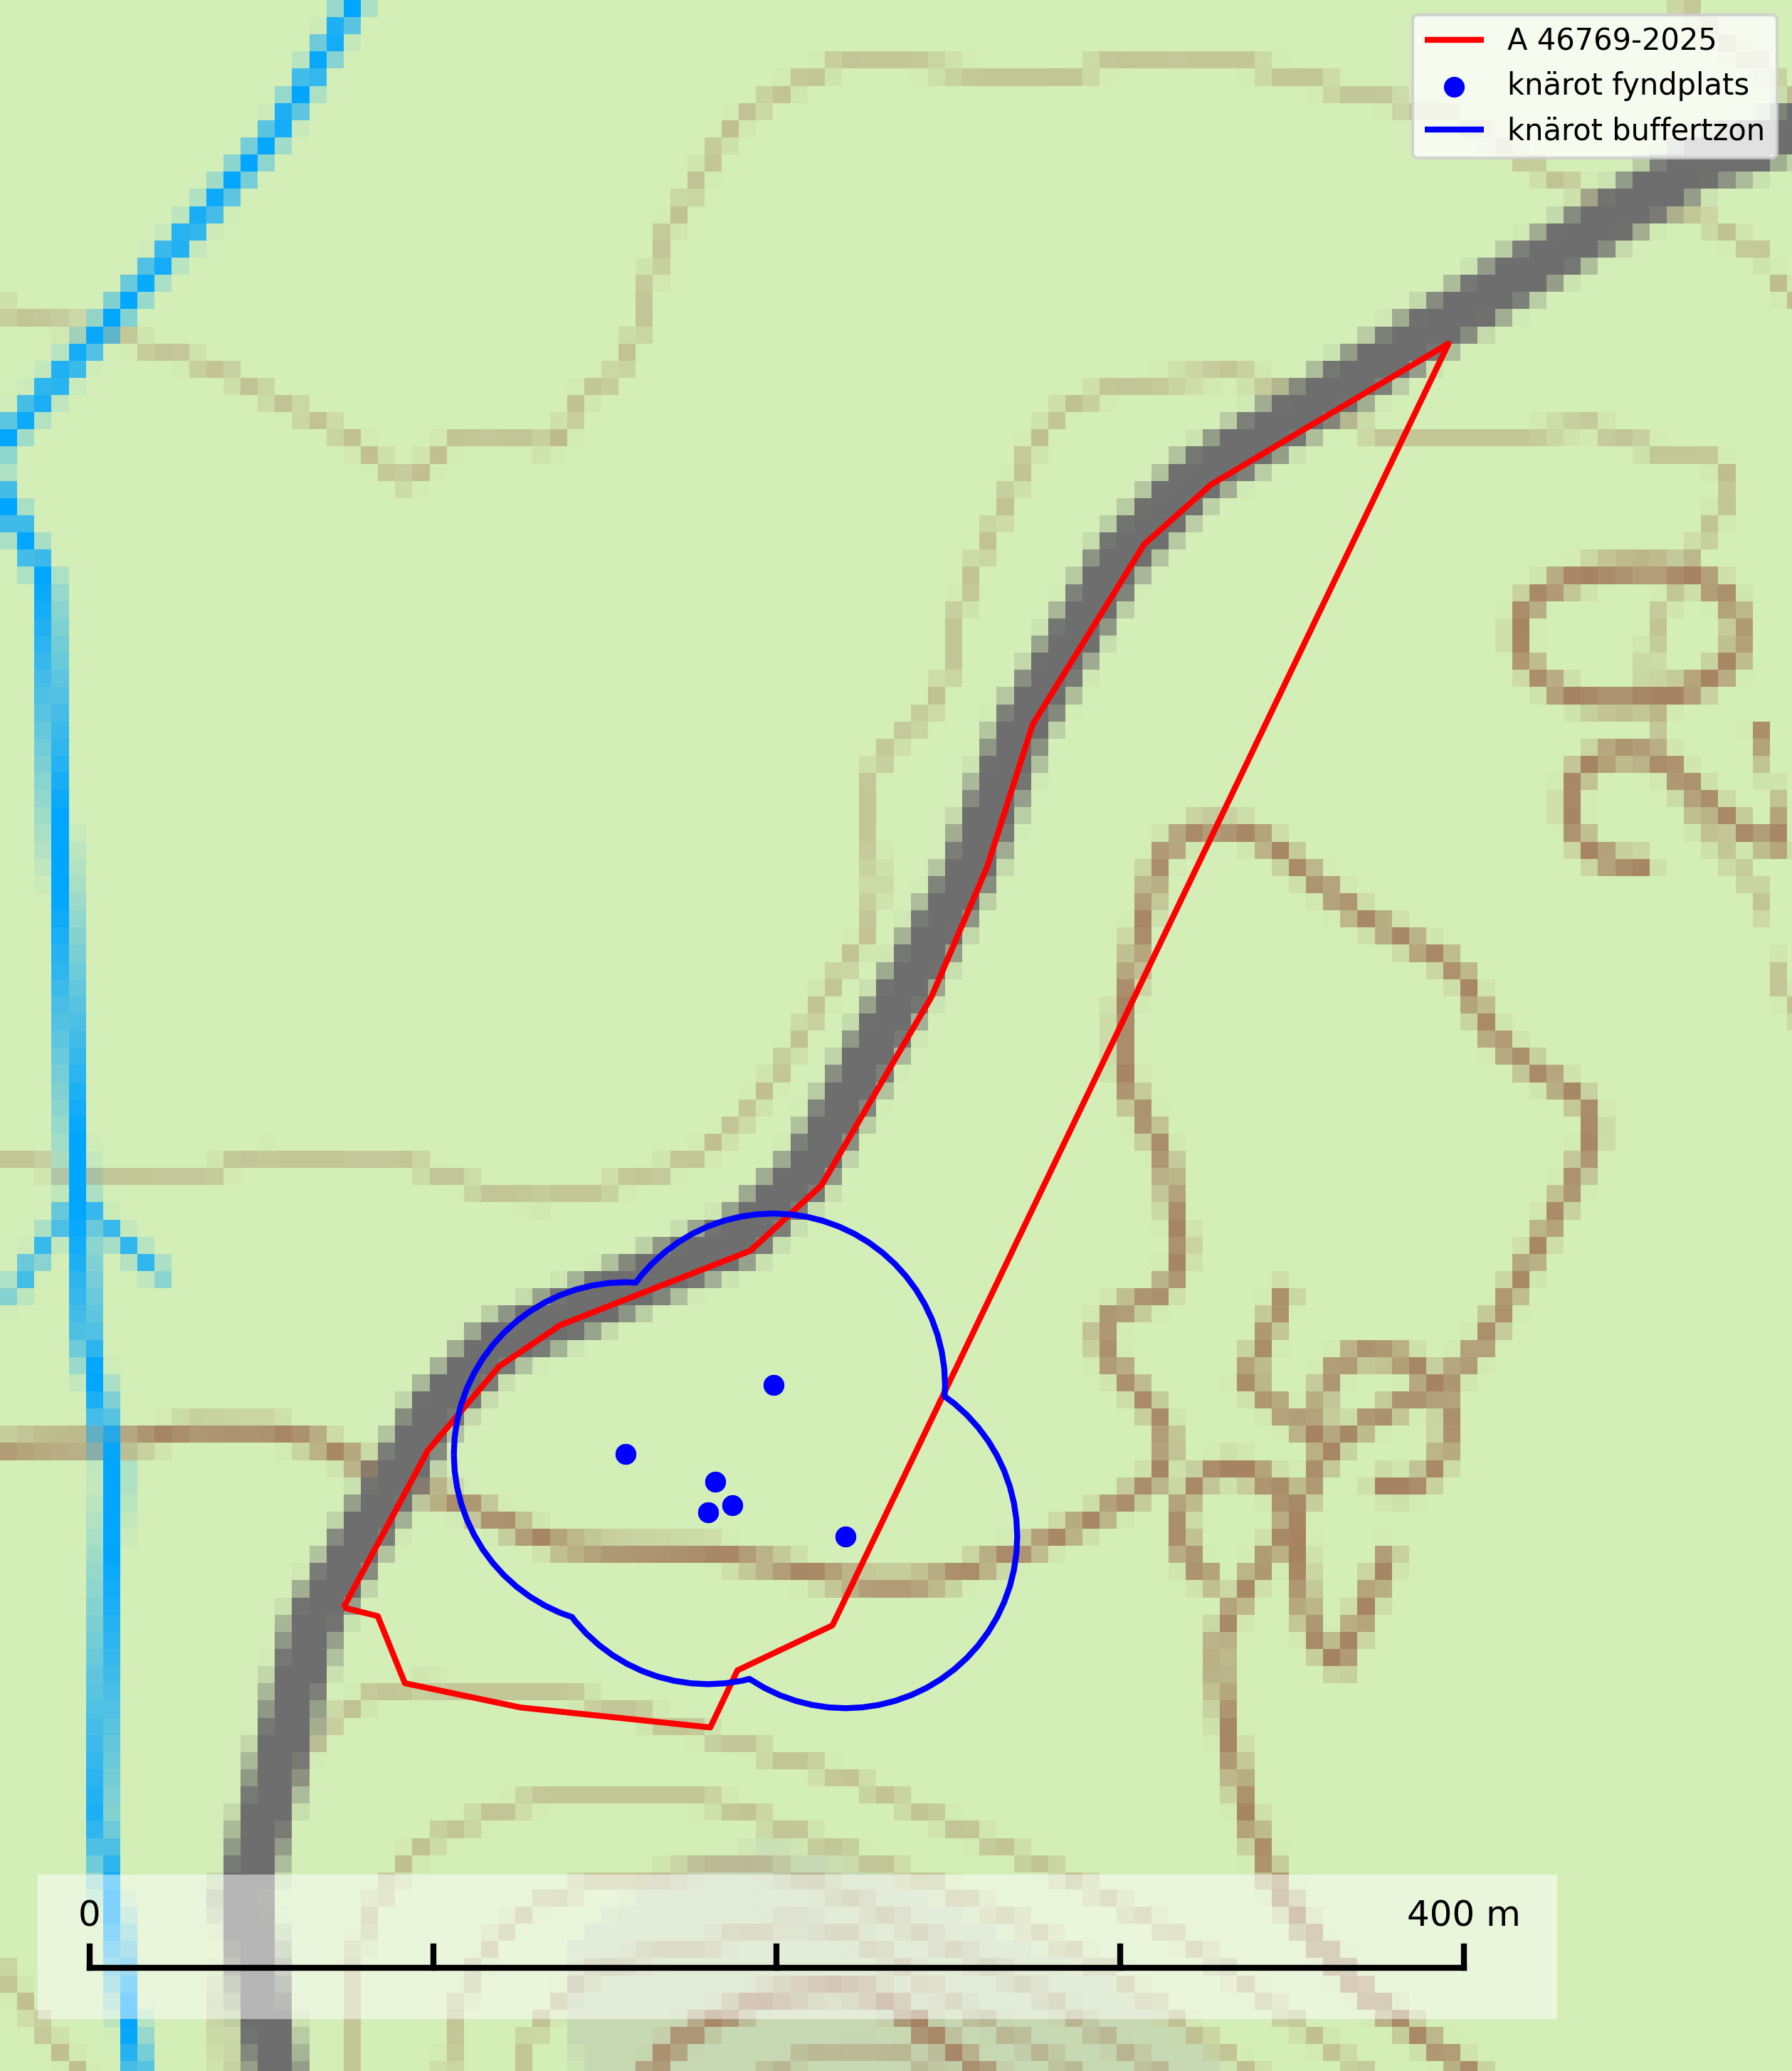 A 46769-2025
knärot fyndplats
knärot buffertzon
0
400 m